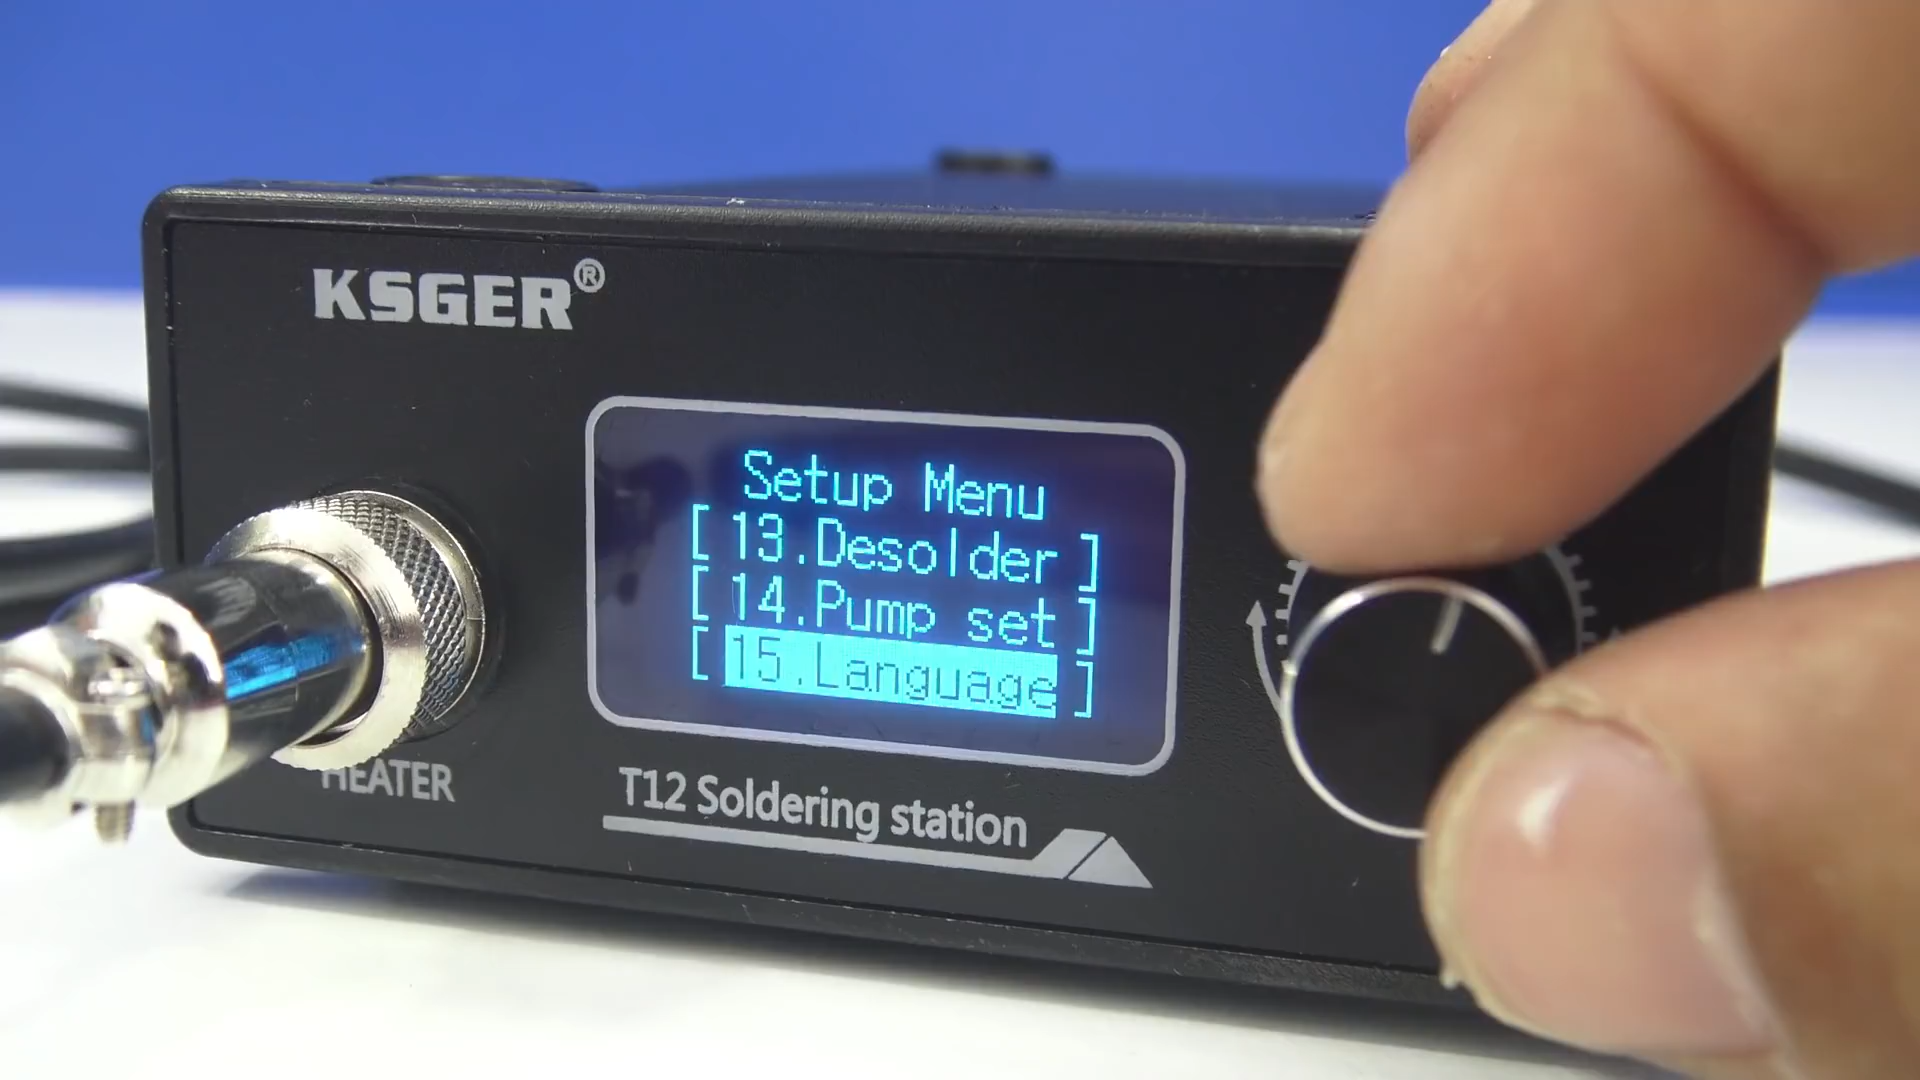 KSGER®
Setup Menu
[13.Desolder]
[14.Pump set]
[15.Language]
HEATER
T12 Soldering station